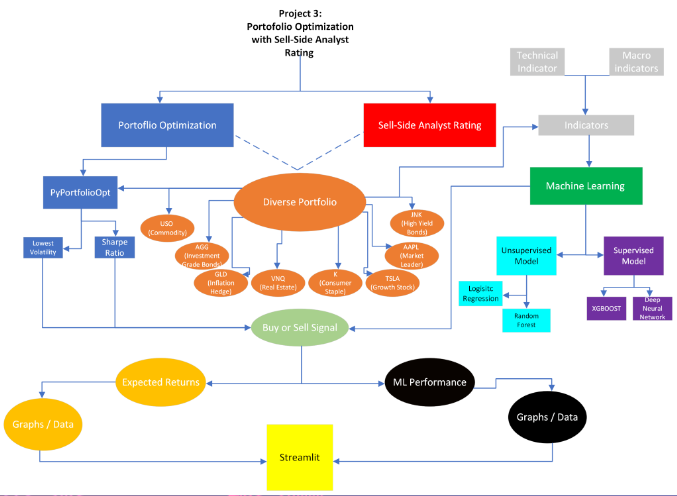 Project 3:
Portofolio Optimization
with Sell-Side Analyst
Rating
Technical
Indicator
Macro
indicators
Portoflio Optimization
Sell-Side Analyst Rating
Indicators
PyPortfolioOpt
Diverse Portfolio
Machine Learning
USO
(Commodity)
JNK
(High Yield
Bonds)
Lowest
Volatility
Sharpe
Ratio
AGG
(Investment
Grade Bonds)
AAPL
(Market
Leader)
Unsupervised
Model
Supervised
Model
GLD
(Inflation
Hedge)
VNQ
(Real Estate)
K
(Consumer
Staple)
TSLA
(Growth Stock)
Logisitc
Regression
Random
Forest
XGBOOST
Deep
Neural
Network
Buy or Sell Signal
Expected Returns
ML Performance
Graphs / Data
Graphs / Data
Streamlit